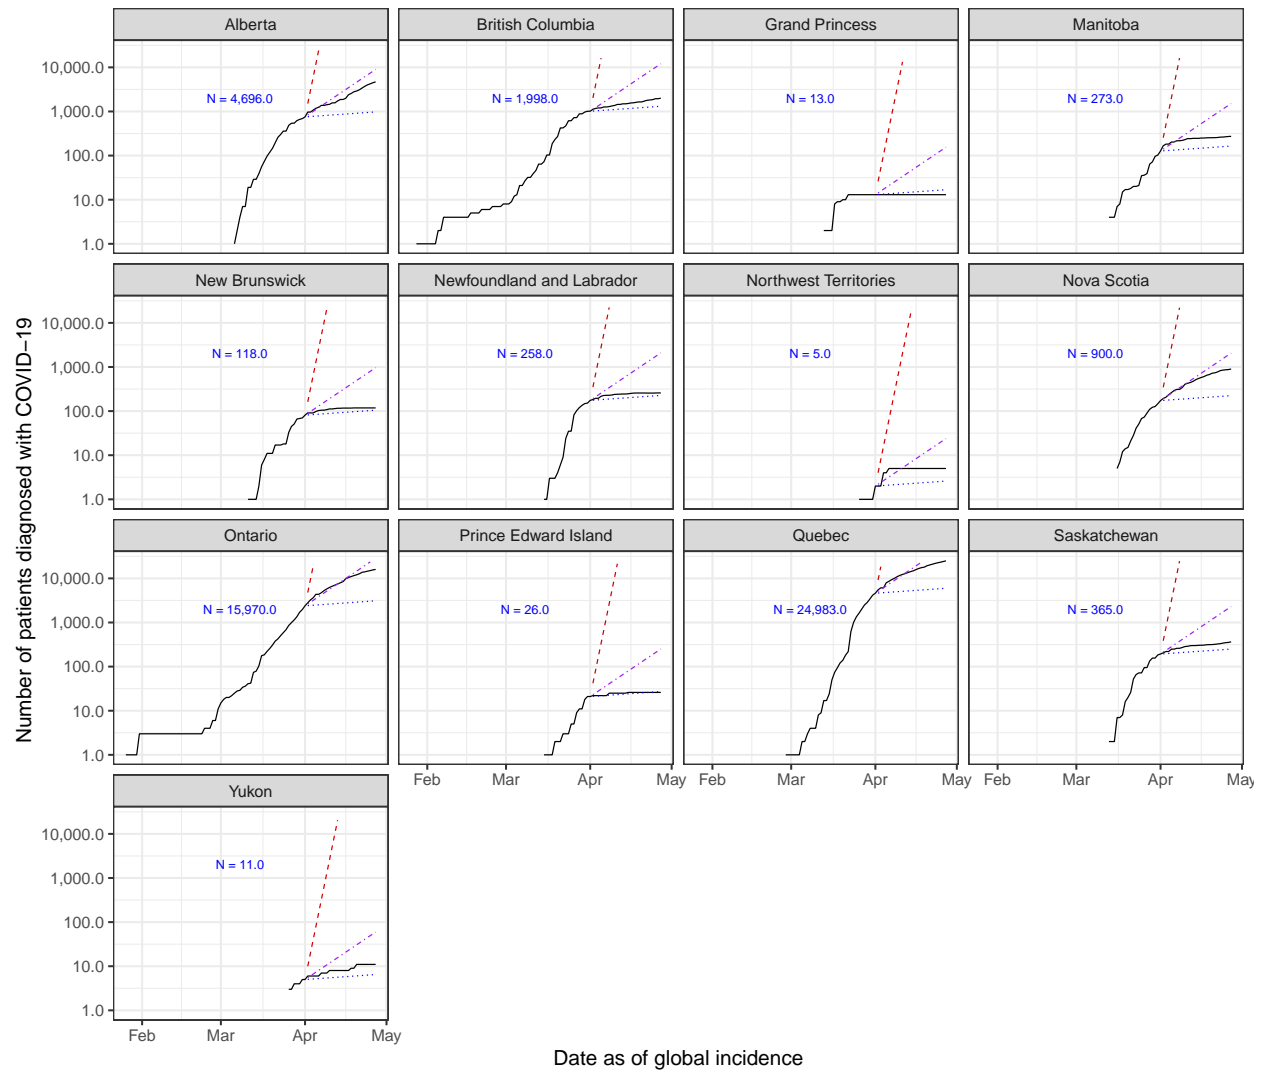 Alberta
British Columbia
Grand Princess
Manitoba
10,000.0
1,000.0
100.0
10.0
1.0
N = 4,696.0
N = 1,998.0
N = 13.0
N = 273.0
New Brunswick
Newfoundland and Labrador
Northwest Territories
Nova Scotia
10,000.0
1,000.0
100.0
10.0
1.0
N = 118.0
N = 258.0
N = 5.0
N = 900.0
Number of patients diagnosed with COVID−19
Ontario
Prince Edward Island
Quebec
Saskatchewan
10,000.0
1,000.0
100.0
10.0
1.0
N = 15,970.0
N = 26.0
N = 24,983.0
N = 365.0
Feb Mar Apr May
Feb Mar Apr May
Feb Mar Apr May
Yukon
10,000.0
1,000.0
100.0
10.0
1.0
N = 11.0
Feb Mar Apr May
Date as of global incidence